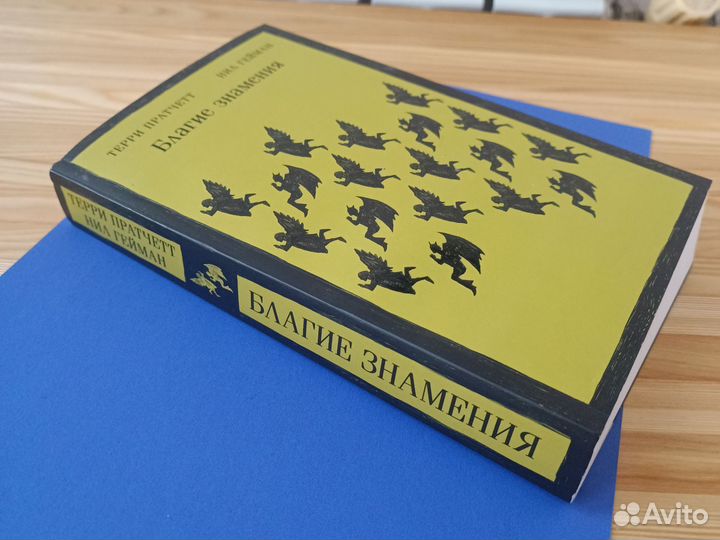 ТЕРРИ ПРАТЧЕТТ
НИЛ ГЕЙМАН
Благие знамения
ТЕРРИ ПРАТЧЕТТ
НИЛ ГЕЙМАН
БЛАГИЕ ЗНАМЕНИЯ
Avito